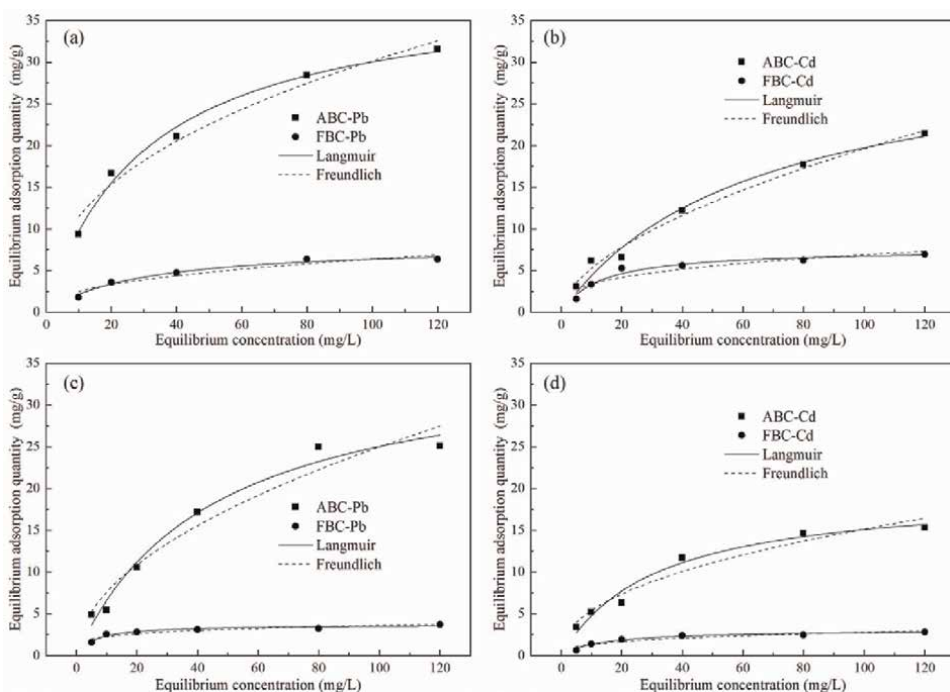 (a)
Equilibrium adsorption quantity (mg/g)
35
30
25
20
15
10
5
0
ABC-Pb
FBC-Pb
Langmuir
Freundlich
0 20 40 60 80 100 120
Equilibrium concentration (mg/L)
(b)
Equilibrium adsorption quantity (mg/g)
35
30
25
20
15
10
5
0
ABC-Cd
FBC-Cd
Langmuir
Freundlich
0 20 40 60 80 100 120
Equilibrium concentration (mg/L)
(c)
Equilibrium adsorption quantity (mg/g)
35
30
25
20
15
10
5
0
ABC-Pb
FBC-Pb
Langmuir
Freundlich
0 20 40 60 80 100 120
Equilibrium concentration (mg/L)
(d)
Equilibrium adsorption quantity (mg/g)
35
30
25
20
15
10
5
0
ABC-Cd
FBC-Cd
Langmuir
Freundlich
0 20 40 60 80 100 120
Equilibrium concentration (mg/L)